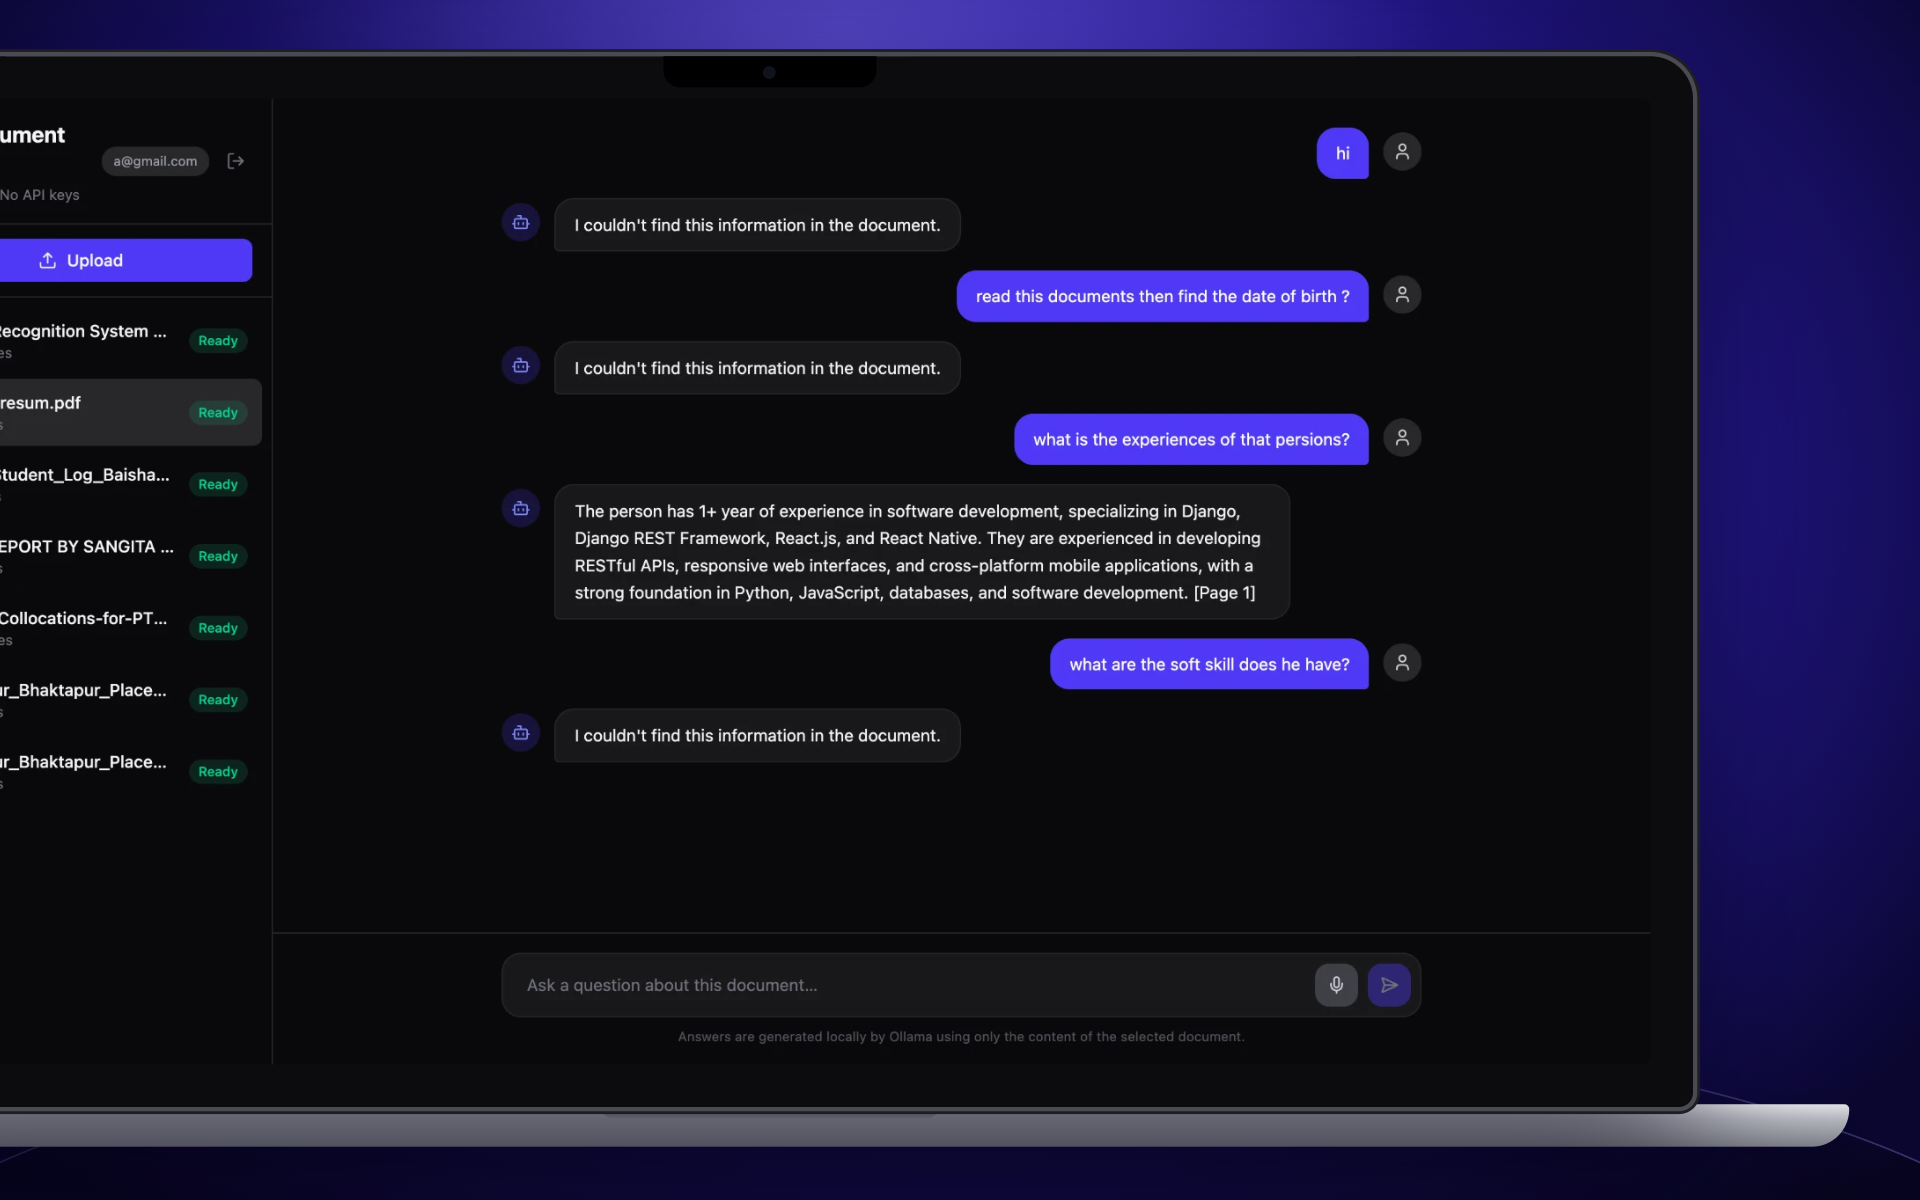 ument
a@gmail.com
No API keys
Upload
Recognition System ...
es
Ready
resum.pdf
s
Ready
Student_Log_Baisha...
s
Ready
EPORT BY SANGITA ...
s
Ready
Collocations-for-PT...
es
Ready
ur_Bhaktapur_Place...
s
Ready
ur_Bhaktapur_Place...
s
Ready
hi
I couldn't find this information in the document.
read this documents then find the date of birth ?
I couldn't find this information in the document.
what is the experiences of that persions?
The person has 1+ year of experience in software development, specializing in Django,
Django REST Framework, React.js, and React Native. They are experienced in developing
RESTful APIs, responsive web interfaces, and cross-platform mobile applications, with a
strong foundation in Python, JavaScript, databases, and software development. [Page 1]
what are the soft skill does he have?
I couldn't find this information in the document.
Ask a question about this document...
Answers are generated locally by Ollama using only the content of the selected document.